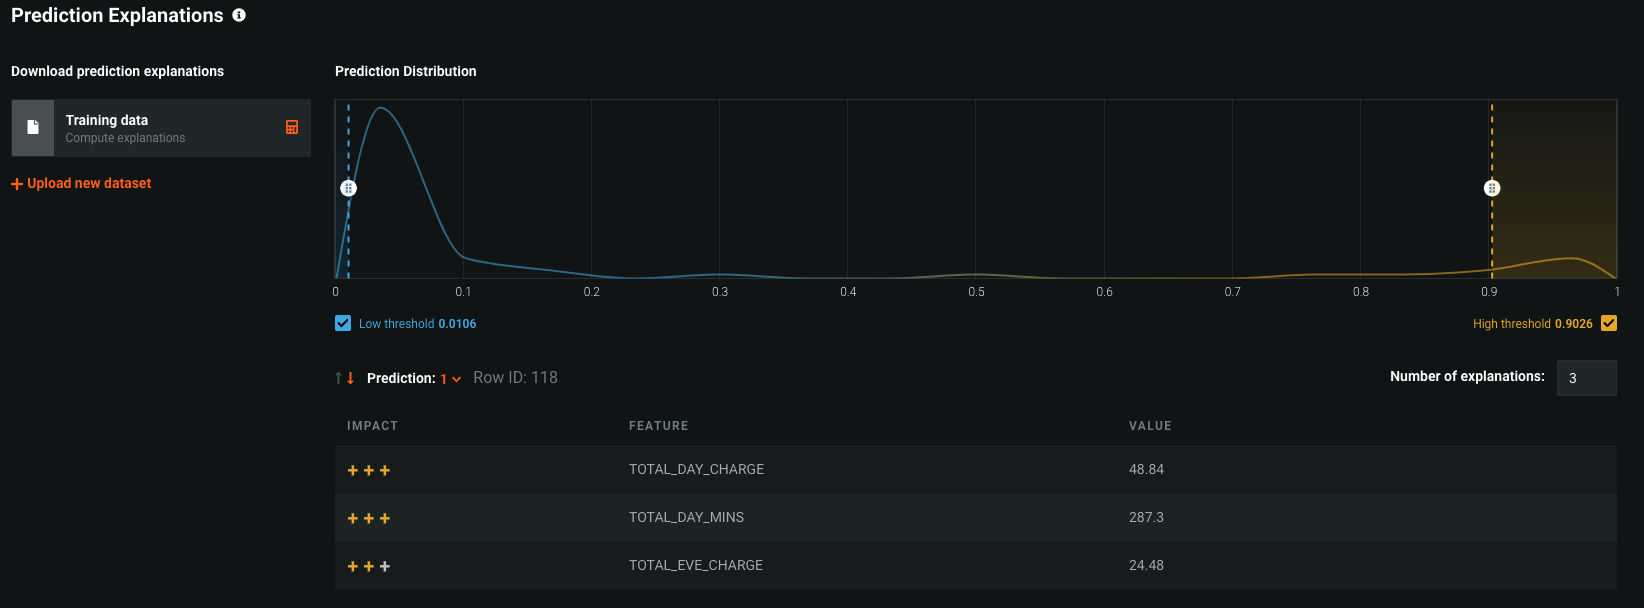 Prediction Explanations
Download prediction explanations
Training data
Compute explanations
Upload new dataset
Prediction Distribution
0 0.1 0.2 0.3 0.4 0.5 0.6 0.7 0.8 0.9 1
Low threshold 0.0106
High threshold 0.9026
Prediction: 1 Row ID: 118
Number of explanations: 3
IMPACT FEATURE VALUE
+++ TOTAL_DAY_CHARGE 48.84
+++ TOTAL_DAY_MINS 287.3
+++ TOTAL_EVE_CHARGE 24.48